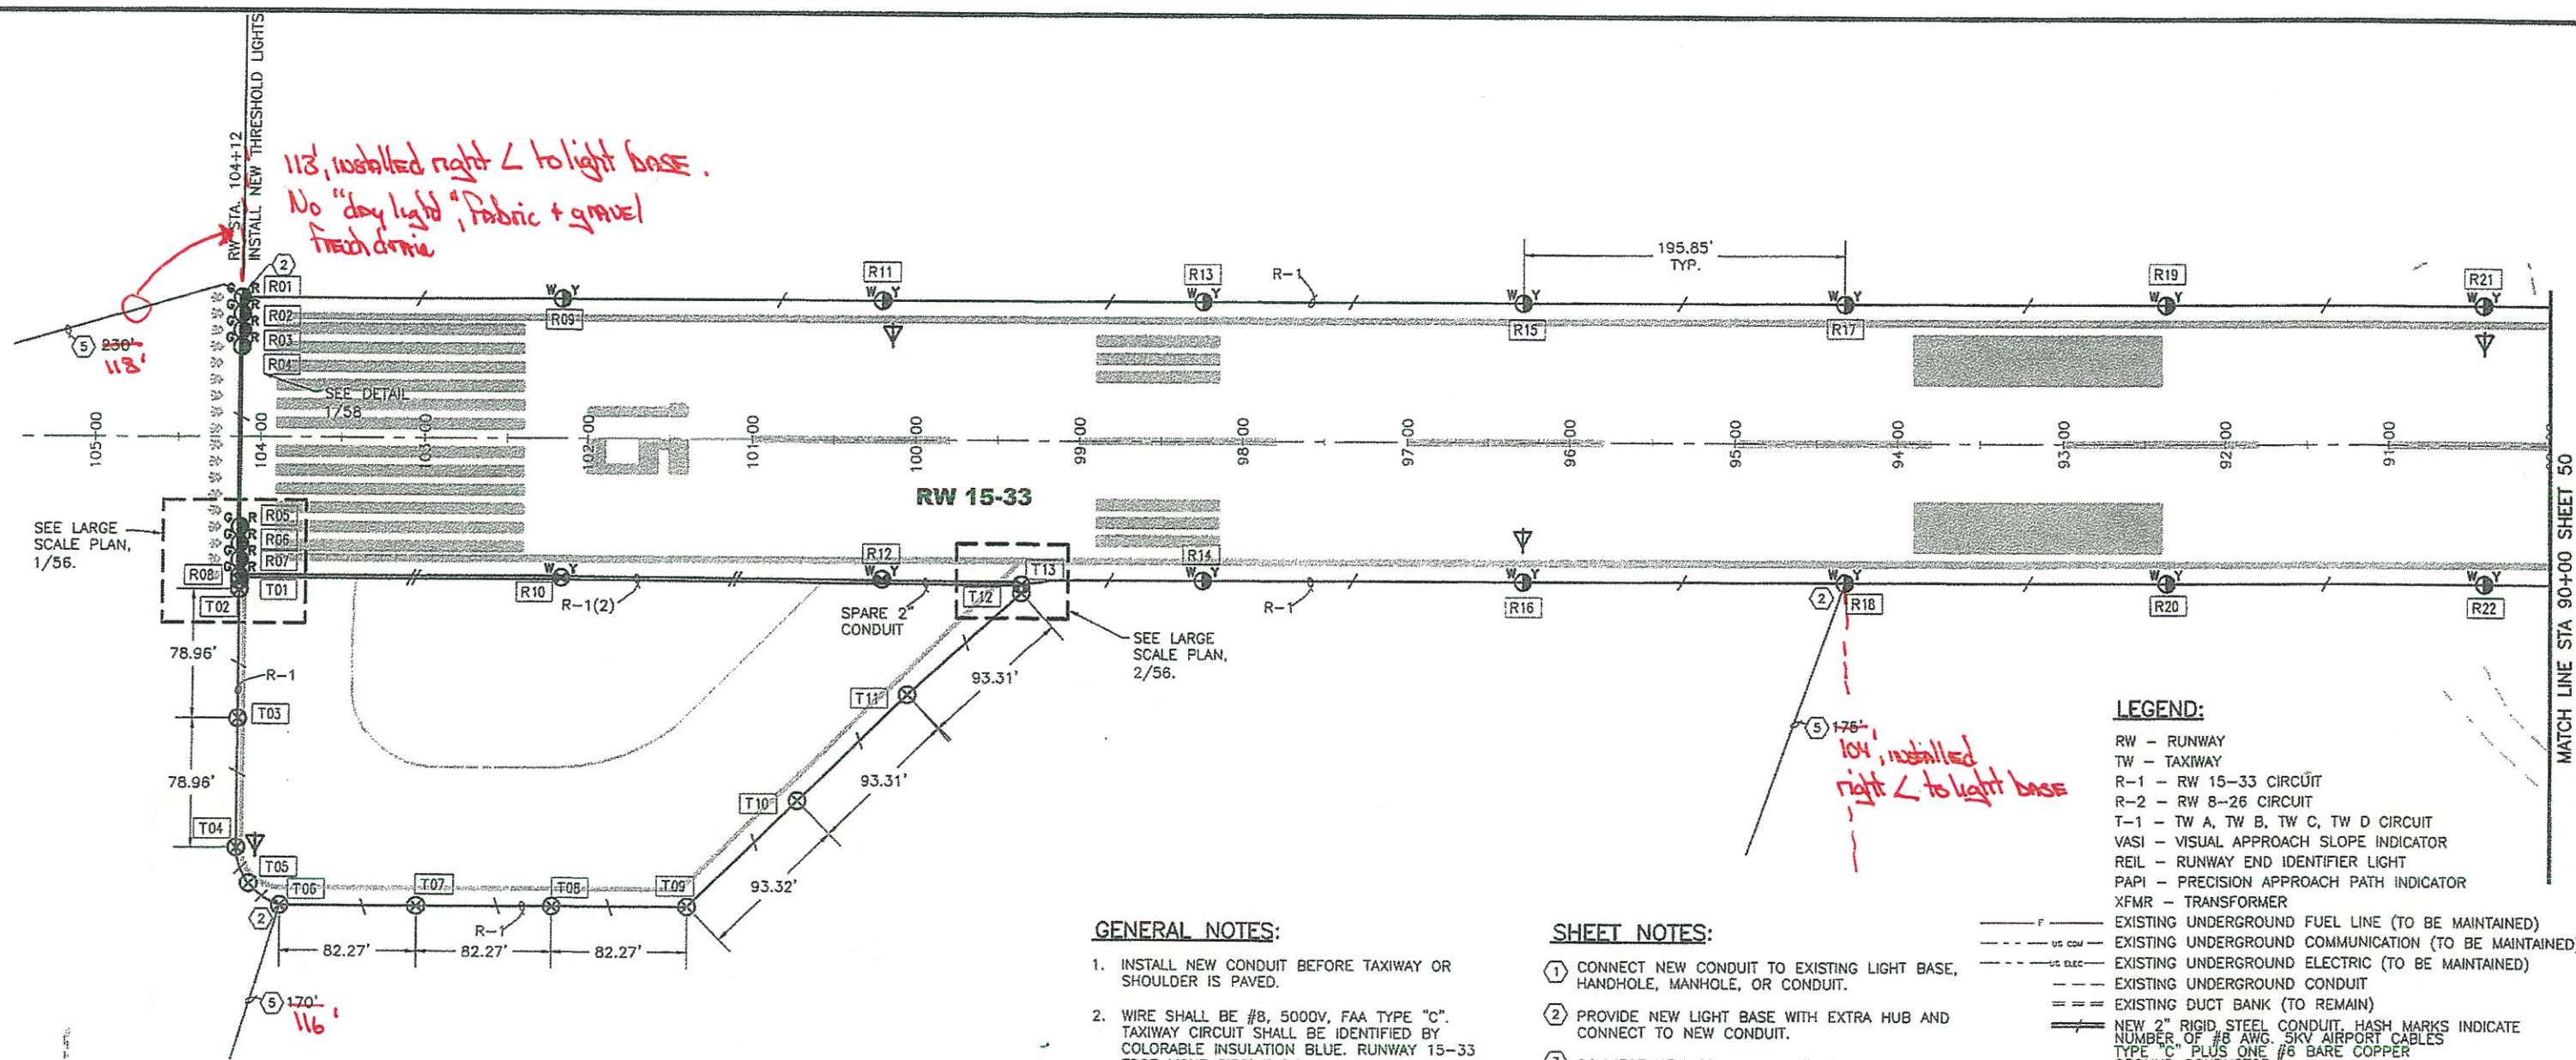 RW STA. 104+12
INSTALL NEW THRESHOLD LIGHTS
113', installed right ∠ to light base.
No "day light", fabric + gravel
french drain
2
R01
R02
R03
R04
G R
G R
G R
G R
5 230'
118'
SEE DETAIL
1/58
W Y
R09
R11
W Y
R13
W Y
R-1
195.85'
TYP.
W Y
R15
W Y
R17
R19
W Y
R21
W Y
105+00
104+00
103+00
102+00
101+00
100+00
99+00
98+00
97+00
96+00
95+00
94+00
93+00
92+00
91+00
RW 15-33
SEE LARGE
SCALE PLAN,
1/56.
G R
G R
G R
G R
R05
R06
R07
R08
T01
T02
W Y
R10
R-1(2)
R12
W Y
SPARE 2"
CONDUIT
T13
T12
SEE LARGE
SCALE PLAN,
2/56.
R14
W Y
R-1
W Y
R16
W Y
2
R18
W Y
R20
W Y
R22
5 175'
104', installed
right ∠ to light base
78.96'
R-1
T03
78.96'
T04
T05
T06
2
T07
T08
T09
T10
T11
93.31'
93.31'
93.32'
R-1
82.27'
82.27'
82.27'
5 170'
116'
MATCH LINE STA 90+00 SHEET 50
GENERAL NOTES:
1. INSTALL NEW CONDUIT BEFORE TAXIWAY OR
SHOULDER IS PAVED.
2. WIRE SHALL BE #8, 5000V, FAA TYPE "C".
TAXIWAY CIRCUIT SHALL BE IDENTIFIED BY
COLORABLE INSULATION BLUE. RUNWAY 15-33
SHEET NOTES:
1 CONNECT NEW CONDUIT TO EXISTING LIGHT BASE,
HANDHOLE, MANHOLE, OR CONDUIT.
2 PROVIDE NEW LIGHT BASE WITH EXTRA HUB AND
CONNECT TO NEW CONDUIT.
LEGEND:
RW - RUNWAY
TW - TAXIWAY
R-1 - RW 15-33 CIRCUIT
R-2 - RW 8-26 CIRCUIT
T-1 - TW A, TW B, TW C, TW D CIRCUIT
VASI - VISUAL APPROACH SLOPE INDICATOR
REIL - RUNWAY END IDENTIFIER LIGHT
PAPI - PRECISION APPROACH PATH INDICATOR
XFMR - TRANSFORMER
F EXISTING UNDERGROUND FUEL LINE (TO BE MAINTAINED)
UG COM EXISTING UNDERGROUND COMMUNICATION (TO BE MAINTAINED)
UG ELEC EXISTING UNDERGROUND ELECTRIC (TO BE MAINTAINED)
EXISTING UNDERGROUND CONDUIT
EXISTING DUCT BANK (TO REMAIN)
NEW 2" RIGID STEEL CONDUIT. HASH MARKS INDICATE
NUMBER OF #8 AWG. 5KV AIRPORT CABLES
TYPE "C" PLUS ONE #6 BARE COPPER